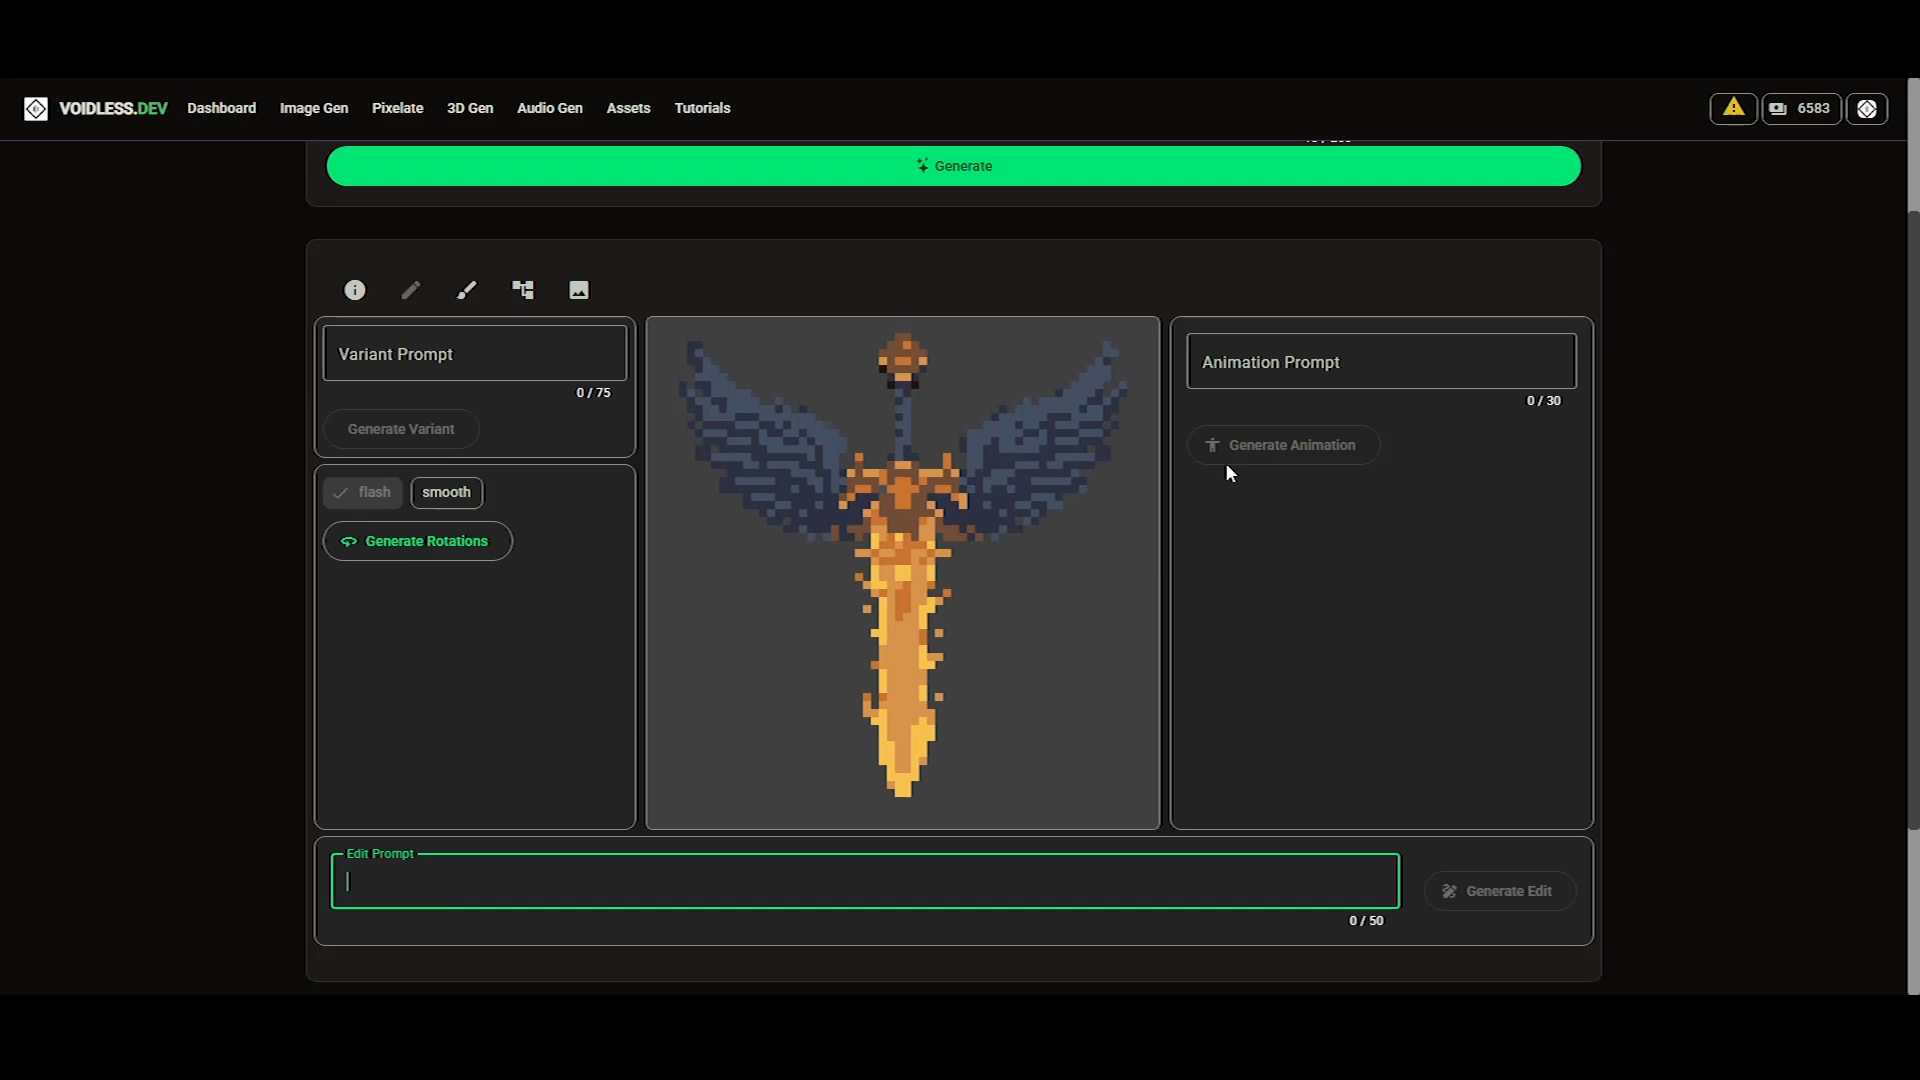 VOIDLESS.DEV Dashboard Image Gen Pixelate 3D Gen Audio Gen Assets Tutorials 6583
Generate
Variant Prompt
0 / 75
Generate Variant
flash smooth
Generate Rotations
Animation Prompt
0 / 30
Generate Animation
Edit Prompt
0 / 50
Generate Edit